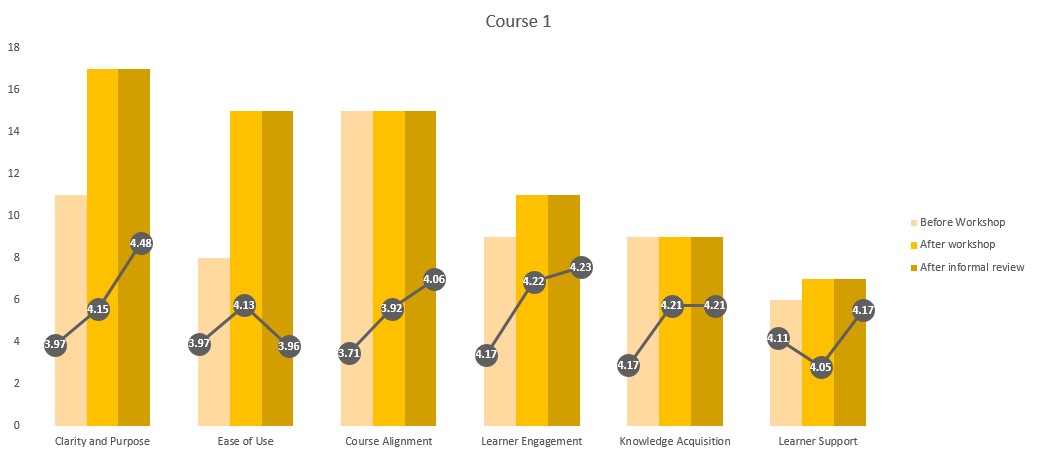 Course 1
18
16
14
12
10
8
6
4
2
0
3.97
4.15
4.48
3.97
4.13
3.96
3.71
3.92
4.06
4.17
4.22
4.23
4.17
4.21
4.21
4.11
4.05
4.17
Clarity and Purpose
Ease of Use
Course Alignment
Learner Engagement
Knowledge Acquisition
Learner Support
Before Workshop
After workshop
After informal review